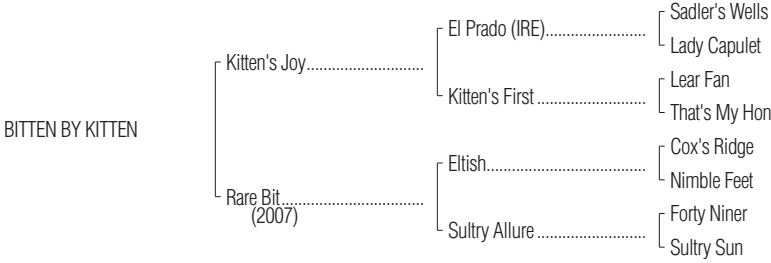 Sadler's Wells
El Prado (IRE)
Lady Capulet
Kitten's Joy
Lear Fan
Kitten's First
That's My Hon
BITTEN BY KITTEN
Cox's Ridge
Eltish
Nimble Feet
Rare Bit
(2007)
Forty Niner
Sultry Allure
Sultry Sun